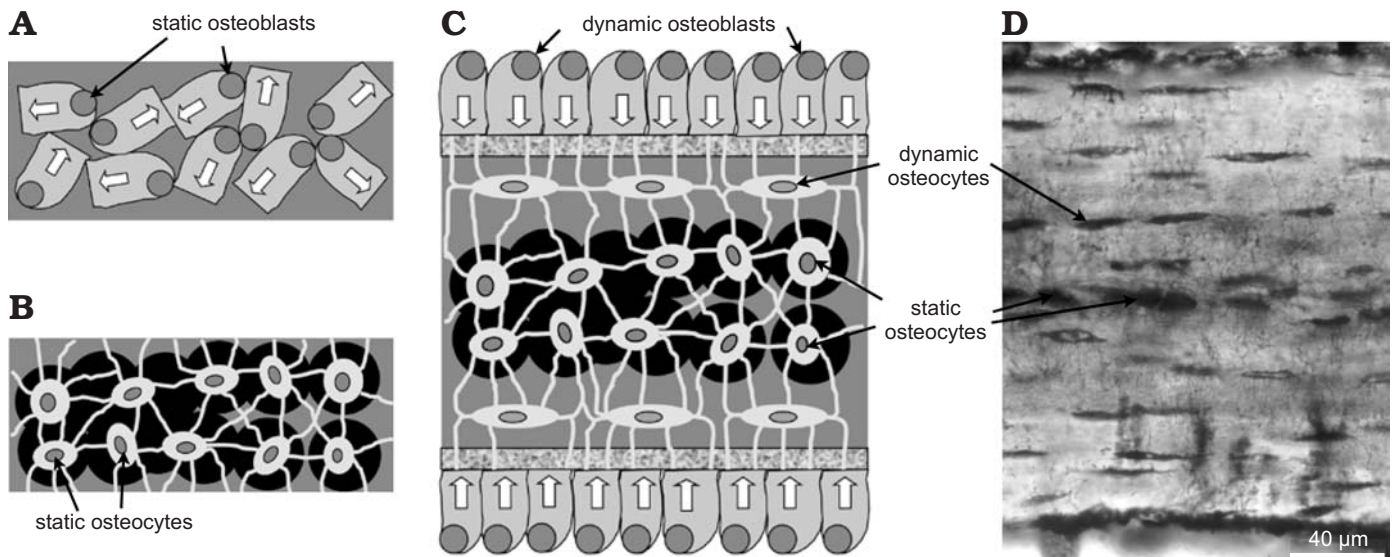 A
static osteoblasts
B
static osteocytes
C
dynamic osteoblasts
dynamic
osteocytes
static
osteocytes
D
40 µm